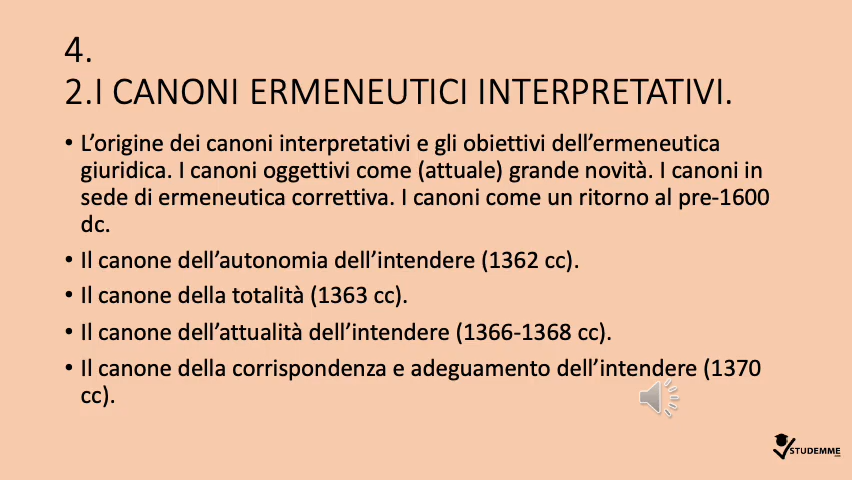 4.
2.I CANONI ERMENEUTICI INTERPRETATIVI.
• L’origine dei canoni interpretativi e gli obiettivi dell’ermeneutica
giuridica. I canoni oggettivi come (attuale) grande novità. I canoni in
sede di ermeneutica correttiva. I canoni come un ritorno al pre-1600
dc.
• Il canone dell’autonomia dell’intendere (1362 cc).
• Il canone della totalità (1363 cc).
• Il canone dell’attualità dell’intendere (1366-1368 cc).
• Il canone della corrispondenza e adeguamento dell’intendere (1370
cc).
STUDEMME